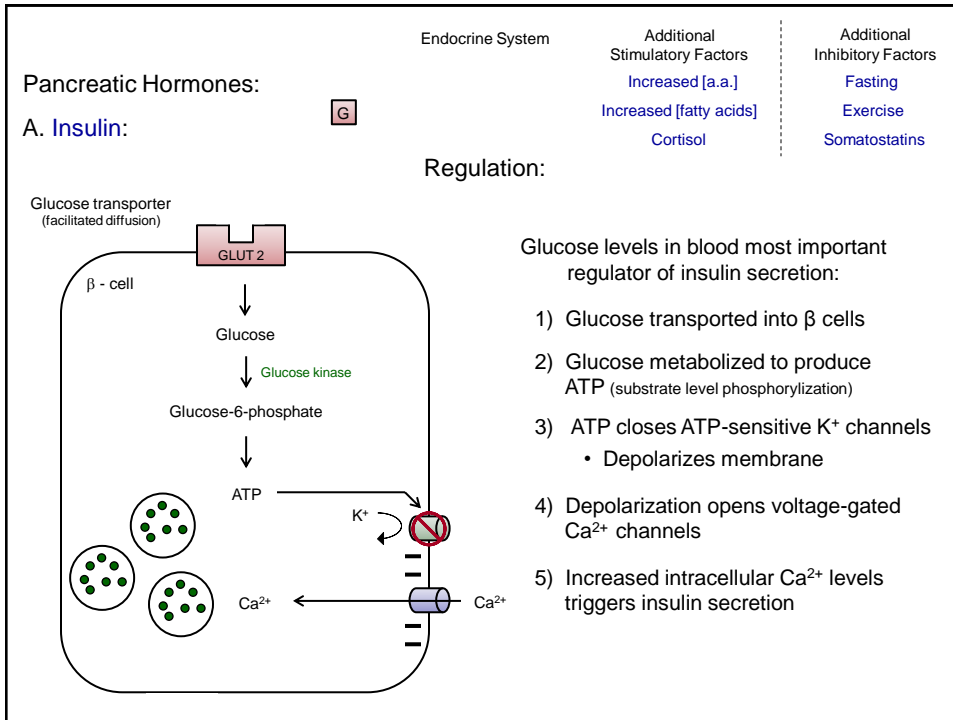 Endocrine System
Additional
Stimulatory Factors
Increased [a.a.]
Increased [fatty acids]
Cortisol
Additional
Inhibitory Factors
Fasting
Exercise
Somatostatins
Pancreatic Hormones:
A. Insulin:
G
Regulation:
Glucose transporter
(facilitated diffusion)
GLUT 2
β - cell
Glucose
Glucose kinase
Glucose-6-phosphate
ATP
K⁺
Ca²⁺
Ca²⁺
Glucose levels in blood most important
regulator of insulin secretion:
1) Glucose transported into β cells
2) Glucose metabolized to produce
ATP (substrate level phosphorylization)
3) ATP closes ATP-sensitive K⁺ channels
• Depolarizes membrane
4) Depolarization opens voltage-gated
Ca²⁺ channels
5) Increased intracellular Ca²⁺ levels
triggers insulin secretion